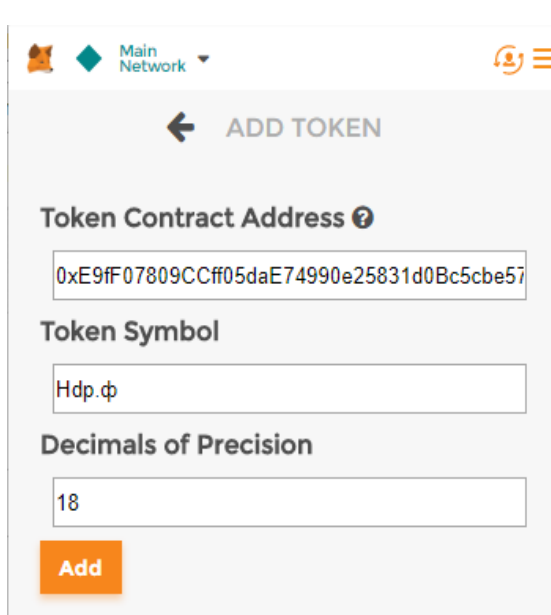 Main
Network
ADD TOKEN
Token Contract Address
0xE9fF07809CCff05daE74990e25831d0Bc5cbe57
Token Symbol
Hdp.ф
Decimals of Precision
18
Add